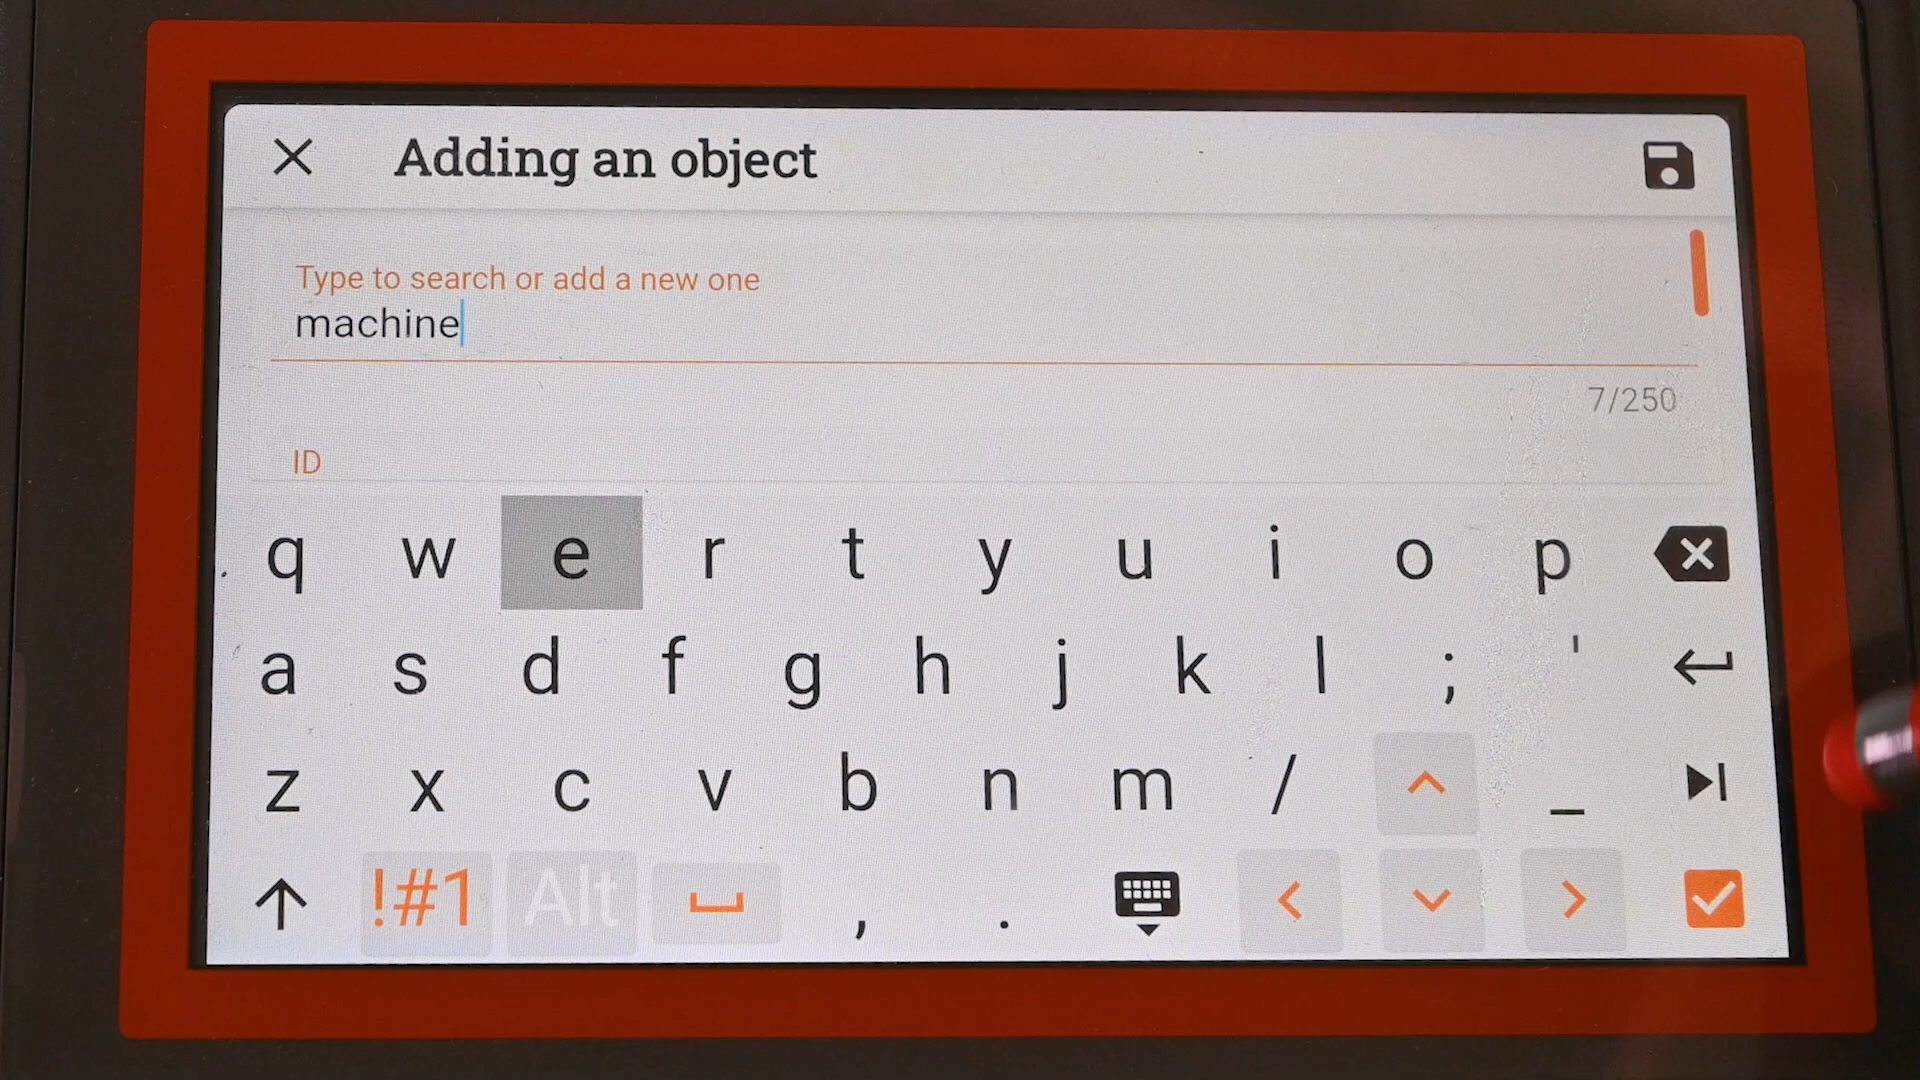 Adding an object
Type to search or add a new one
machine
7/250
ID
q w e r t y u i o p
a s d f g h j k l ; '
z x c v b n m / _
!#1 Alt , .